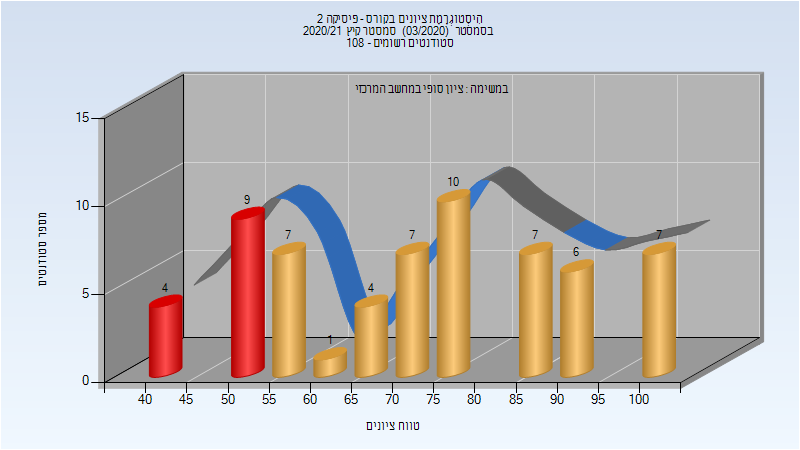 היסטוגרמת ציונים בקורס - פיסיקה 2
בסמסטר (03/2020) סמסטר קיץ 2020/21
סטודנטים רשומים - 108
במשימה : ציון סופי במחשב המרכזי
15
10
5
0
מספר סטודנטים
4
9
7
1
4
7
10
7
6
7
40 45 50 55 60 65 70 75 80 85 90 95 100
טווח ציונים